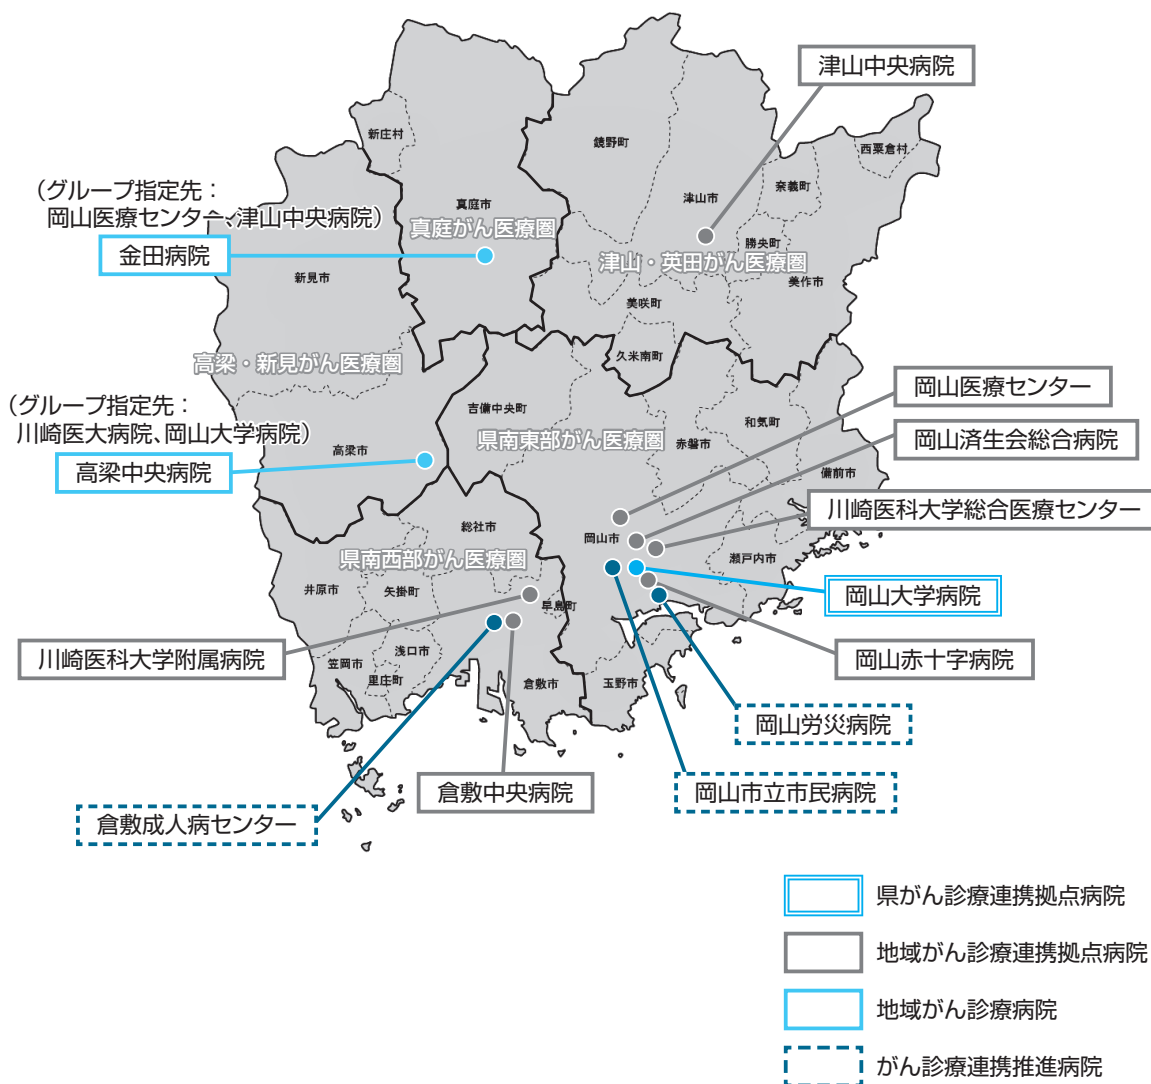 津山中央病院
新庄村
鏡野町
西粟倉村
奈義町
津山市
(グループ指定先：
岡山医療センター、津山中央病院)
真庭市
真庭がん医療圏
勝央町
金田病院
津山・英田がん医療圏
新見市
美作市
美咲町
久米南町
高梁・新見がん医療圏
岡山医療センター
(グループ指定先：
川崎医大病院、岡山大学病院)
吉備中央町
和気町
県南東部がん医療圏
赤磐市
岡山済生会総合病院
高梁市
高梁中央病院
備前市
川崎医科大学総合医療センター
総社市
岡山市
県南西部がん医療圏
瀬戸内市
井原市
矢掛町
早島町
岡山大学病院
川崎医科大学附属病院
浅口市
笠岡市
里庄町
倉敷市
玉野市
岡山赤十字病院
岡山労災病院
倉敷中央病院
岡山市立市民病院
倉敷成人病センター
県がん診療連携拠点病院
地域がん診療連携拠点病院
地域がん診療病院
がん診療連携推進病院